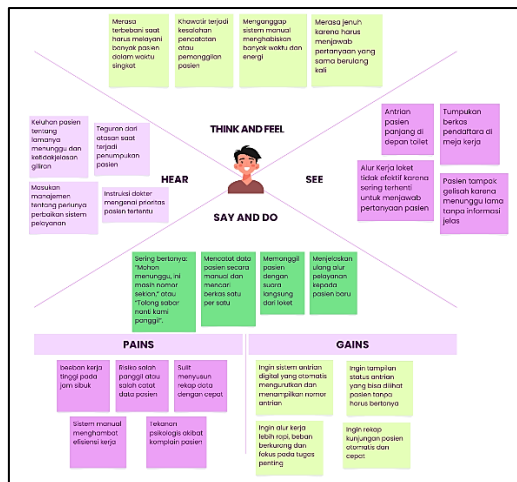 Merasa
terbebani saat
harus melayani
banyak pasien
dalam waktu
singkat
Khawatir terjadi
kesalahan
pencatatan
atau
pemanggilan
pasien
Menganggap
sistem manual
menghabiskan
banyak waktu dan
energi
Merasa jenuh
karena harus
menjawab
pertanyaan yang
sama berulang
kali
THINK AND FEEL
Keluhan pasien
tentang
lamanya
menunggu dan
ketidakjelasan
giliran
Teguran dari
atasan saat
terjadi
penumpukan
pasien
Masukan
manajemen
tentang perlunya
perbaikan sistem
pelayanan
Instruksi dokter
mengenai prioritas
pasien tertentu
HEAR
SEE
Antrian
pasien
panjang di
depan toilet
Tumpukan
berkas
pendaftara di
meja kerja
Alur Kerja loket
tidak efektif karena
sering terhenti
untuk menjawab
pertanyaan pasien
Pasien tampak
gelisah karena
menunggu lama
tanpa informasi
jelas
SAY AND DO
Sering bertanya:
"Mohon
menunggu, ini
masih nomor
sekian," atau
"Tolong sabar
nanti kami
panggil".
Mencatat data
pasien secara
manual dan
mencari
berkas satu
per satu
Memanggil
pasien
dengan
suara
langsung
dari loket
Menjelaskan
ulang alur
pelayanan
kepada
pasien baru
PAINS
beeban kerja
tinggi pada
jam sibuk
Risiko salah
panggil atau
salah catat
data pasien
Sulit
menyusun
rekap data
dengan cepat
Sistem manual
menghambat
efisiensi kerja
Tekanan
psikologis akibat
komplain pasien
GAINS
Ingin sistem antrian
digital yang otomatis
mengurutkan dan
menampilkan nomor
antrian
Ingin tampilan
status antrian
yang bisa dilihat
pasien tanpa
harus bertanya
Ingin alur kerja
lebih rapi, beban
berkurang dan
fokus pada tugas
penting
Ingin rekap
kunjungan pasien
otomatis dan
cepat